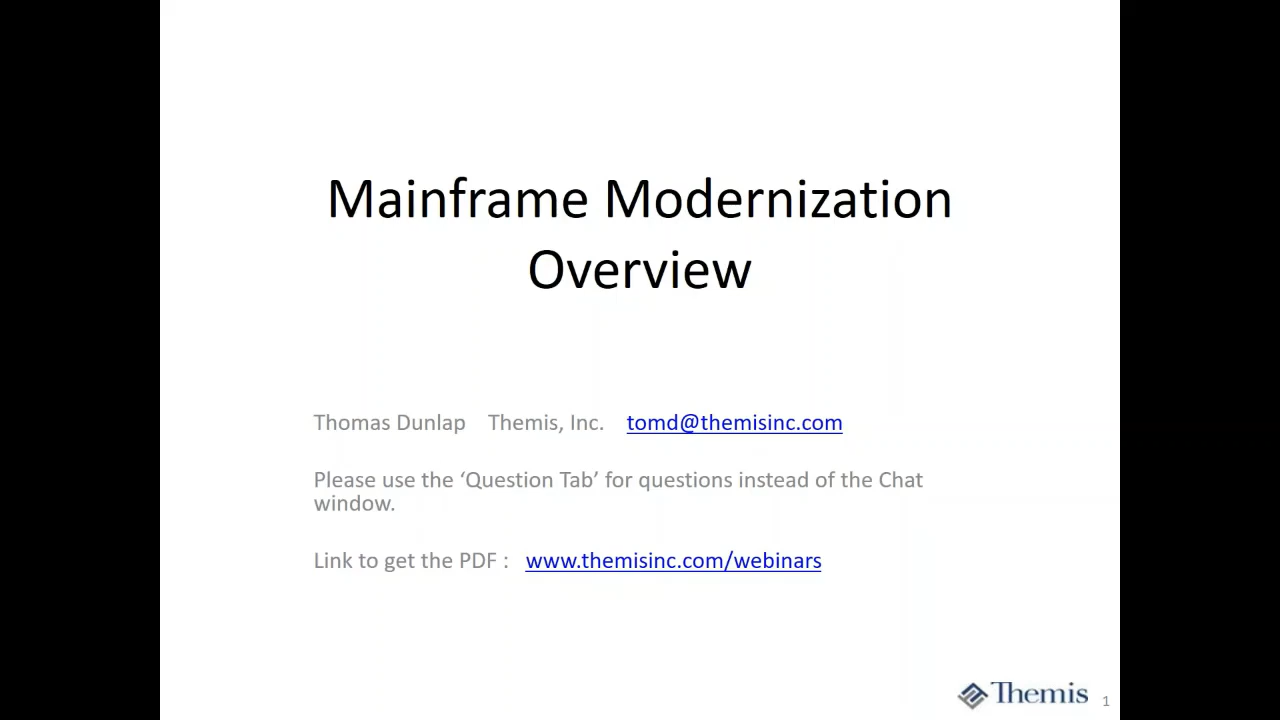 Mainframe Modernization
Overview
Thomas Dunlap Themis, Inc. tomd@themisinc.com
Please use the ‘Question Tab’ for questions instead of the Chat
window.
Link to get the PDF : www.themisinc.com/webinars
Themis
1